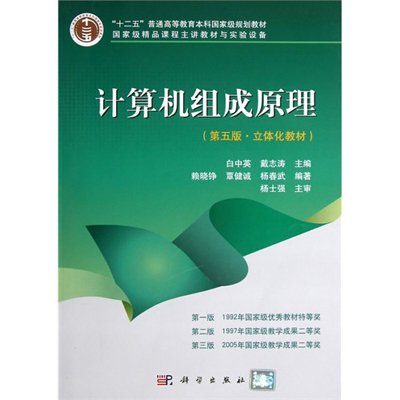 "十二五"普通高等教育本科国家级规划教材
国家级精品课程主讲教材与实验设备
计算机组成原理
（第五版·立体化教材）
白中英 戴志涛 主编
赖晓铮 覃健诚 杨春武 编著
杨士强 主审
第一版 1992年国家级优秀教材特等奖
第二版 1997年国家级教学成果二等奖
第三版 2005年国家级教学成果二等奖
科学出版社